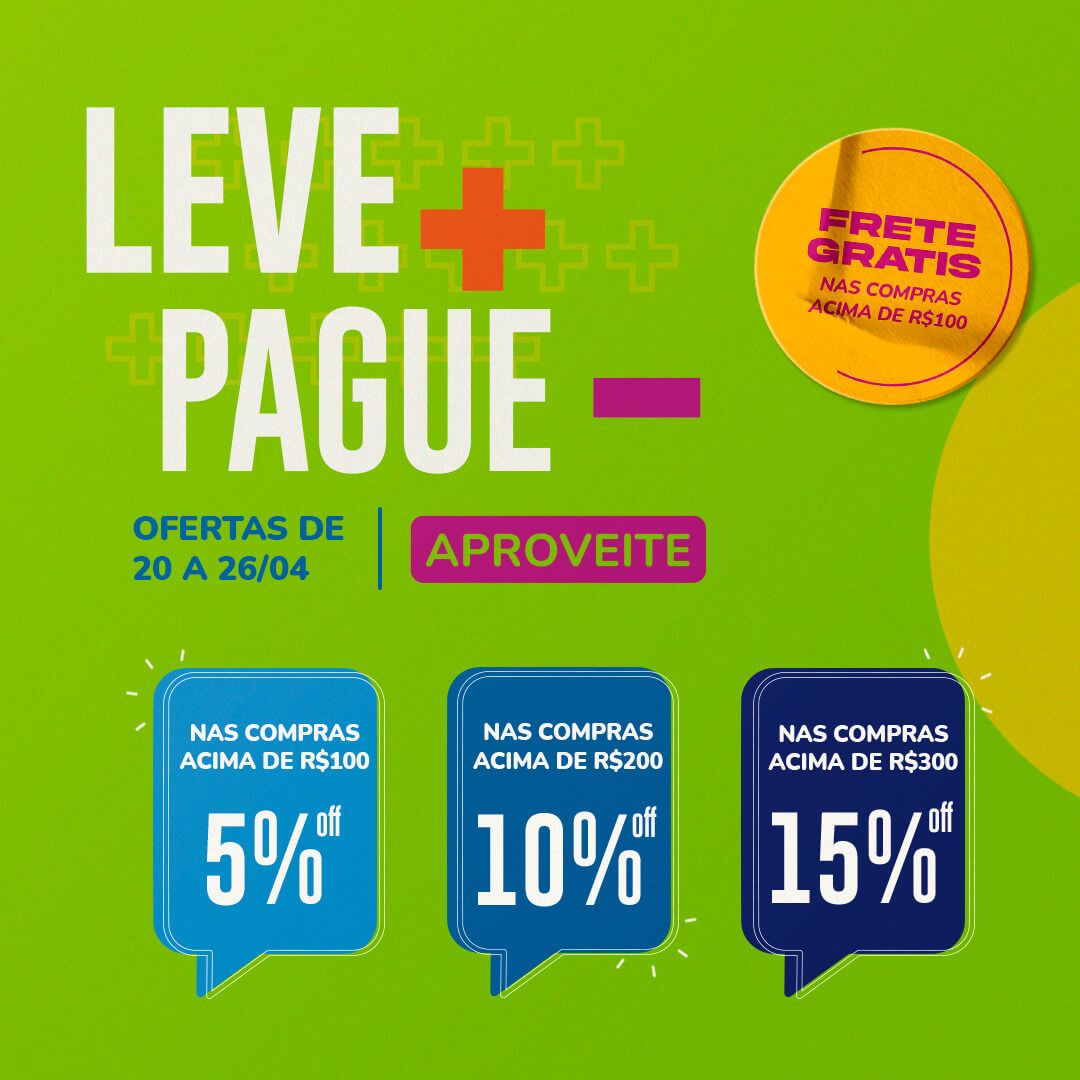 LEVE +
PAGUE -
FRETE
GRATIS
NAS COMPRAS
ACIMA DE R$100
OFERTAS DE
20 A 26/04
APROVEITE
NAS COMPRAS
ACIMA DE R$100
5% off
NAS COMPRAS
ACIMA DE R$200
10% off
NAS COMPRAS
ACIMA DE R$300
15% off